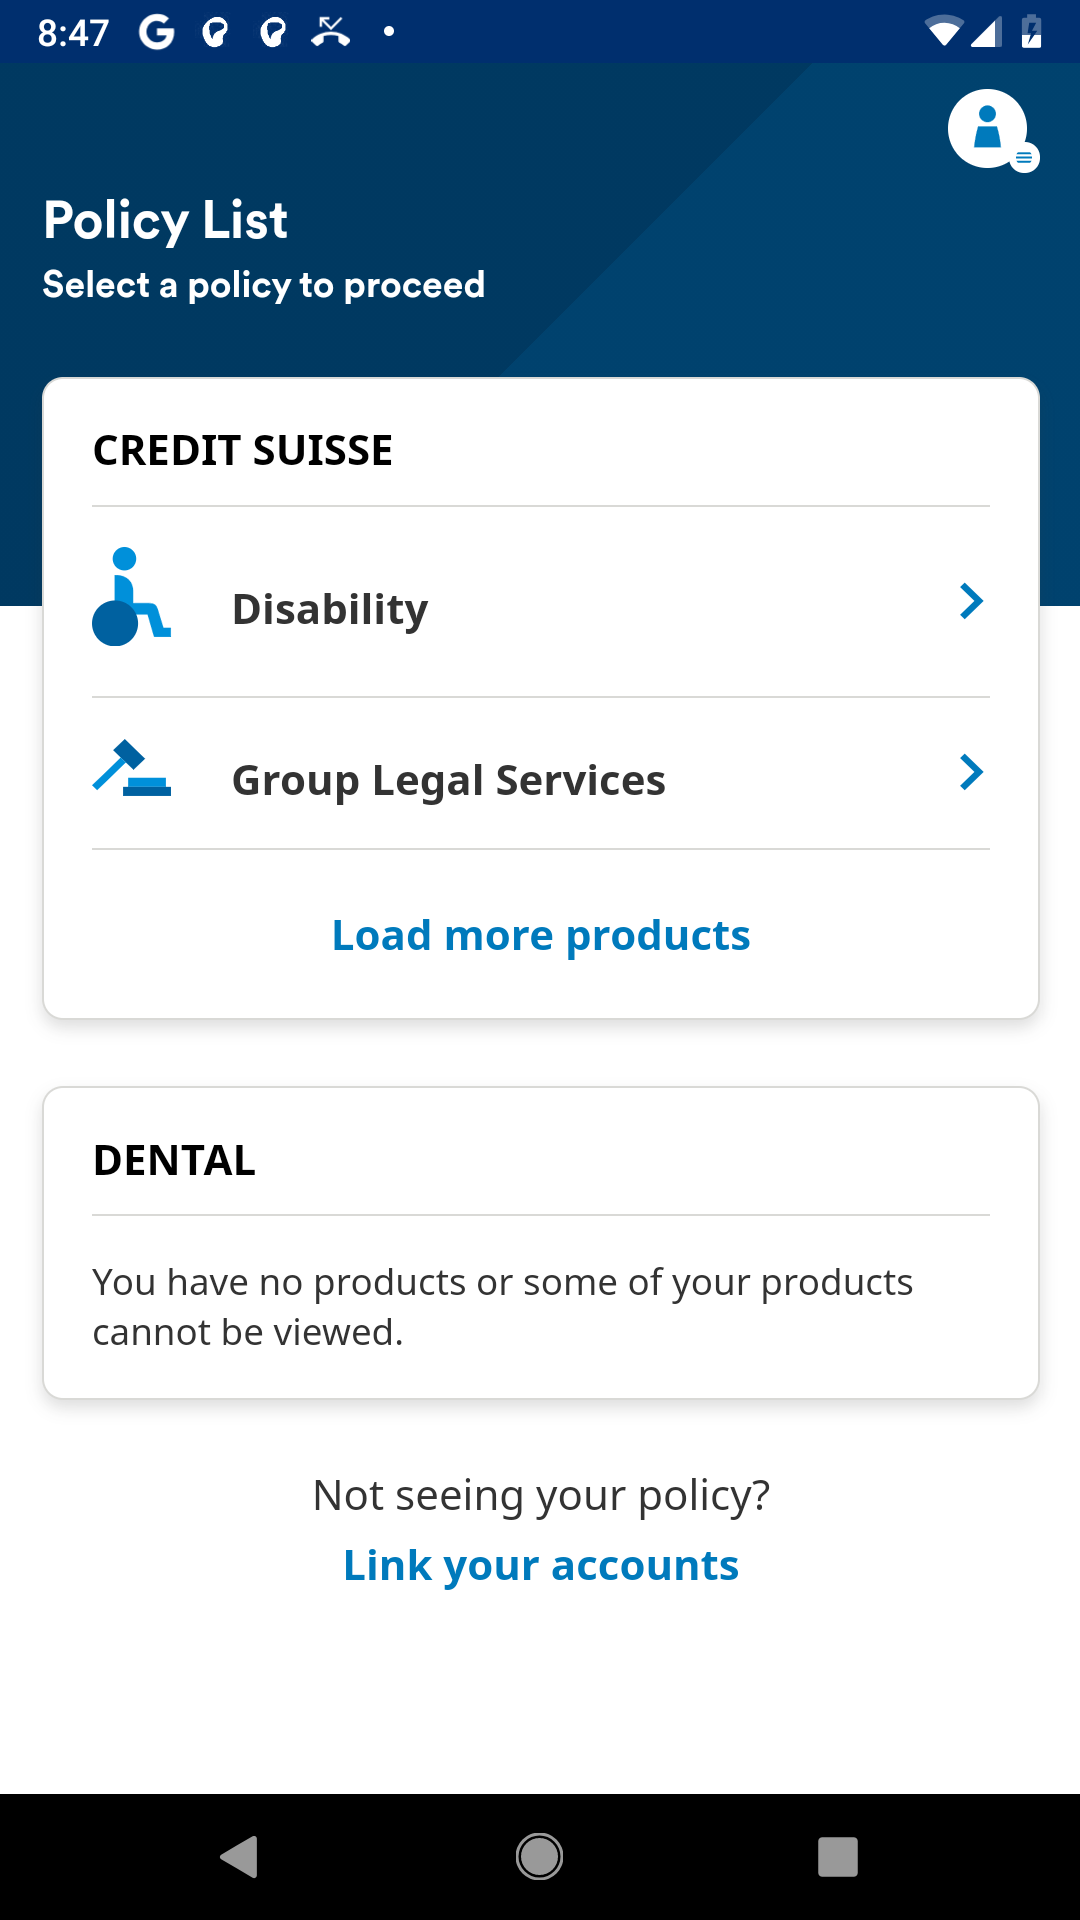 8:47
Policy List
Select a policy to proceed
CREDIT SUISSE
Disability
Group Legal Services
Load more products
DENTAL
You have no products or some of your products
cannot be viewed.
Not seeing your policy?
Link your accounts